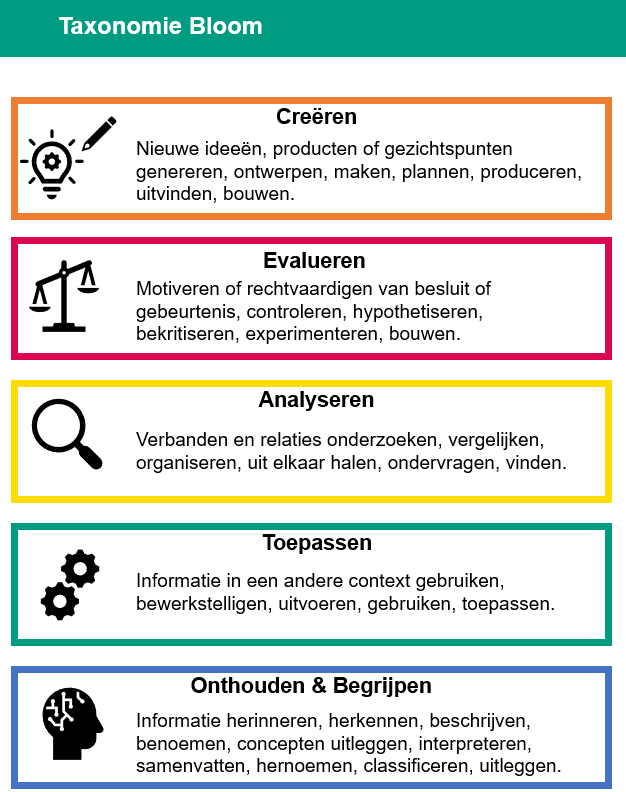 Taxonomie Bloom
Creëren
Nieuwe ideeën, producten of gezichtspunten
genereren, ontwerpen, maken, plannen, produceren,
uitvinden, bouwen.
Evalueren
Motiveren of rechtvaardigen van besluit of
gebeurtenis, controleren, hypothetiseren,
bekritiseren, experimenteren, bouwen.
Analyseren
Verbanden en relaties onderzoeken, vergelijken,
organiseren, uit elkaar halen, ondervragen, vinden.
Toepassen
Informatie in een andere context gebruiken,
bewerkstelligen, uitvoeren, gebruiken, toepassen.
Onthouden & Begrijpen
Informatie herinneren, herkennen, beschrijven,
benoemen, concepten uitleggen, interpreteren,
samenvatten, hernoemen, classificeren, uitleggen.